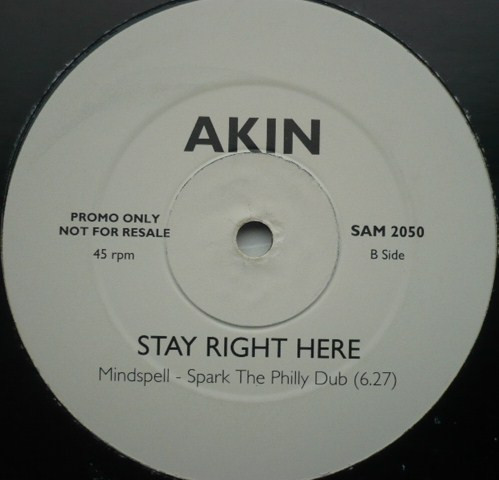 AKIN
PROMO ONLY
NOT FOR RESALE
45 rpm
SAM 2050
B Side
STAY RIGHT HERE
Mindspell - Spark The Philly Dub (6.27)